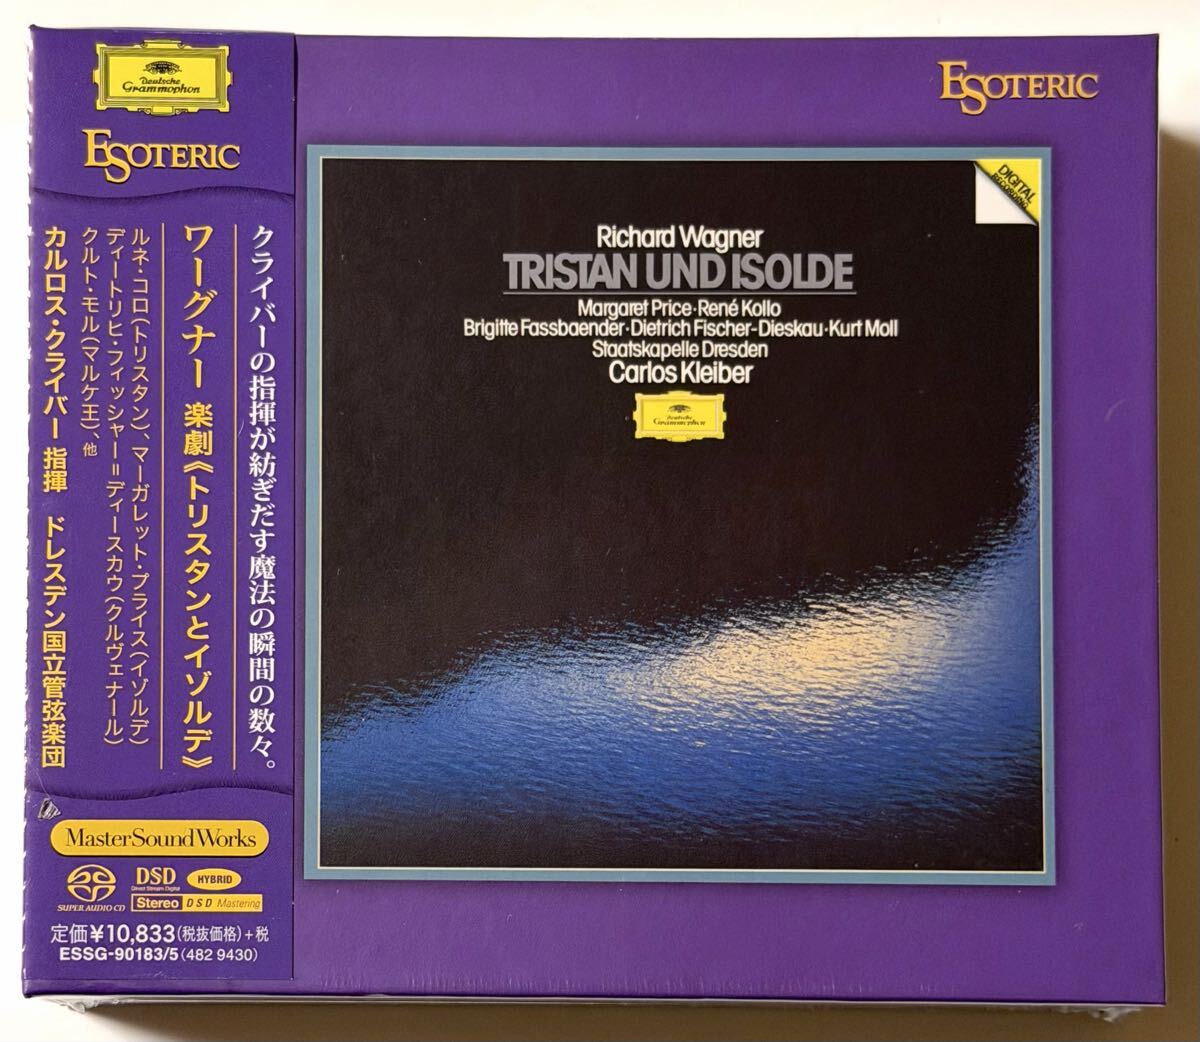 Deutsche
Grammophon
ESOTERIC
クライバーの指揮が紡ぎだす魔法の瞬間の数々。
ワーグナー 楽劇《トリスタンとイゾルデ》
ルネ・コロ(トリスタン)、マーガレット・プライス(イゾルデ)
ディートリヒ・フィッシャー=ディースカウ(クルヴェナール)
クルト・モル(マルケ王)、他
カルロス・クライバー 指揮 ドレスデン国立管弦楽団
MasterSoundWorks
SUPER AUDIO CD
DSD
Direct Stream Digital
HYBRID
Stereo DSD Mastering
定価¥10,833(税抜価格)+税
ESSG-90183/5(482 9430)
ESOTERIC
DIGITAL
RECORDING
Richard Wagner
TRISTAN UND ISOLDE
Margaret Price·René Kollo
Brigitte Fassbaender·Dietrich Fischer-Dieskau·Kurt Moll
Staatskapelle Dresden
Carlos Kleiber
Deutsche
Grammophon